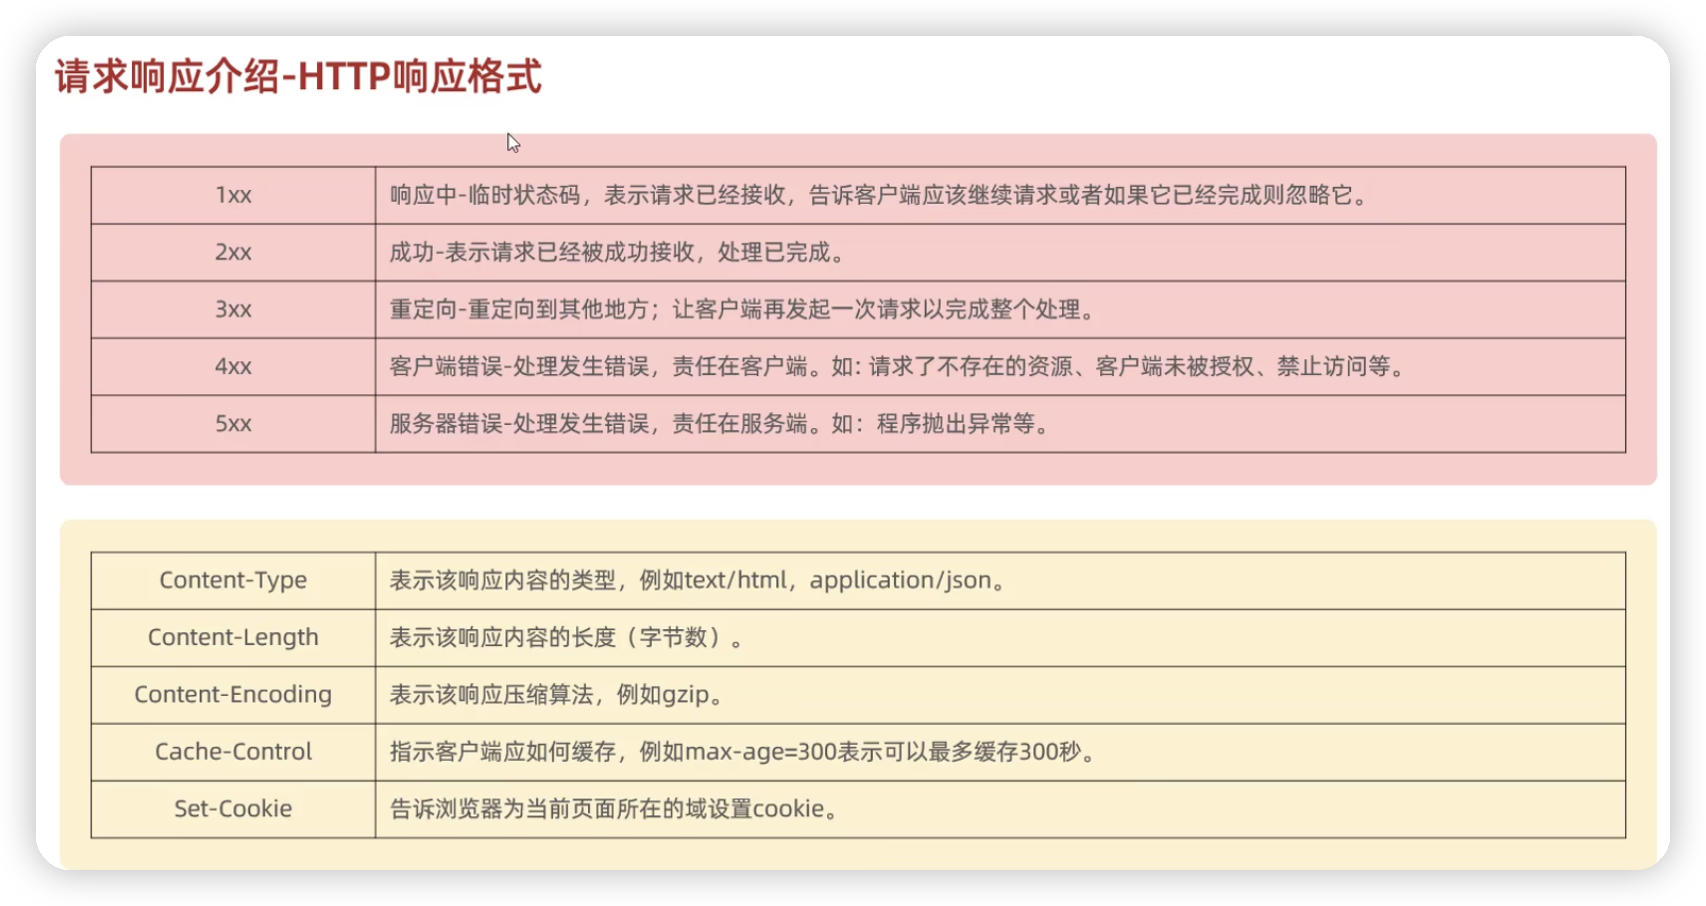 请求响应介绍-HTTP响应格式
1xx 响应中-临时状态码，表示请求已经接收，告诉客户端应该继续请求或者如果它已经完成则忽略它。
2xx 成功-表示请求已经被成功接收，处理已完成。
3xx 重定向-重定向到其他地方；让客户端再发起一次请求以完成整个处理。
4xx 客户端错误-处理发生错误，责任在客户端。如: 请求了不存在的资源、客户端未被授权、禁止访问等。
5xx 服务器错误-处理发生错误，责任在服务端。如：程序抛出异常等。
Content-Type 表示该响应内容的类型，例如text/html，application/json。
Content-Length 表示该响应内容的长度（字节数）。
Content-Encoding 表示该响应压缩算法，例如gzip。
Cache-Control 指示客户端应如何缓存，例如max-age=300表示可以最多缓存300秒。
Set-Cookie 告诉浏览器为当前页面所在的域设置cookie。